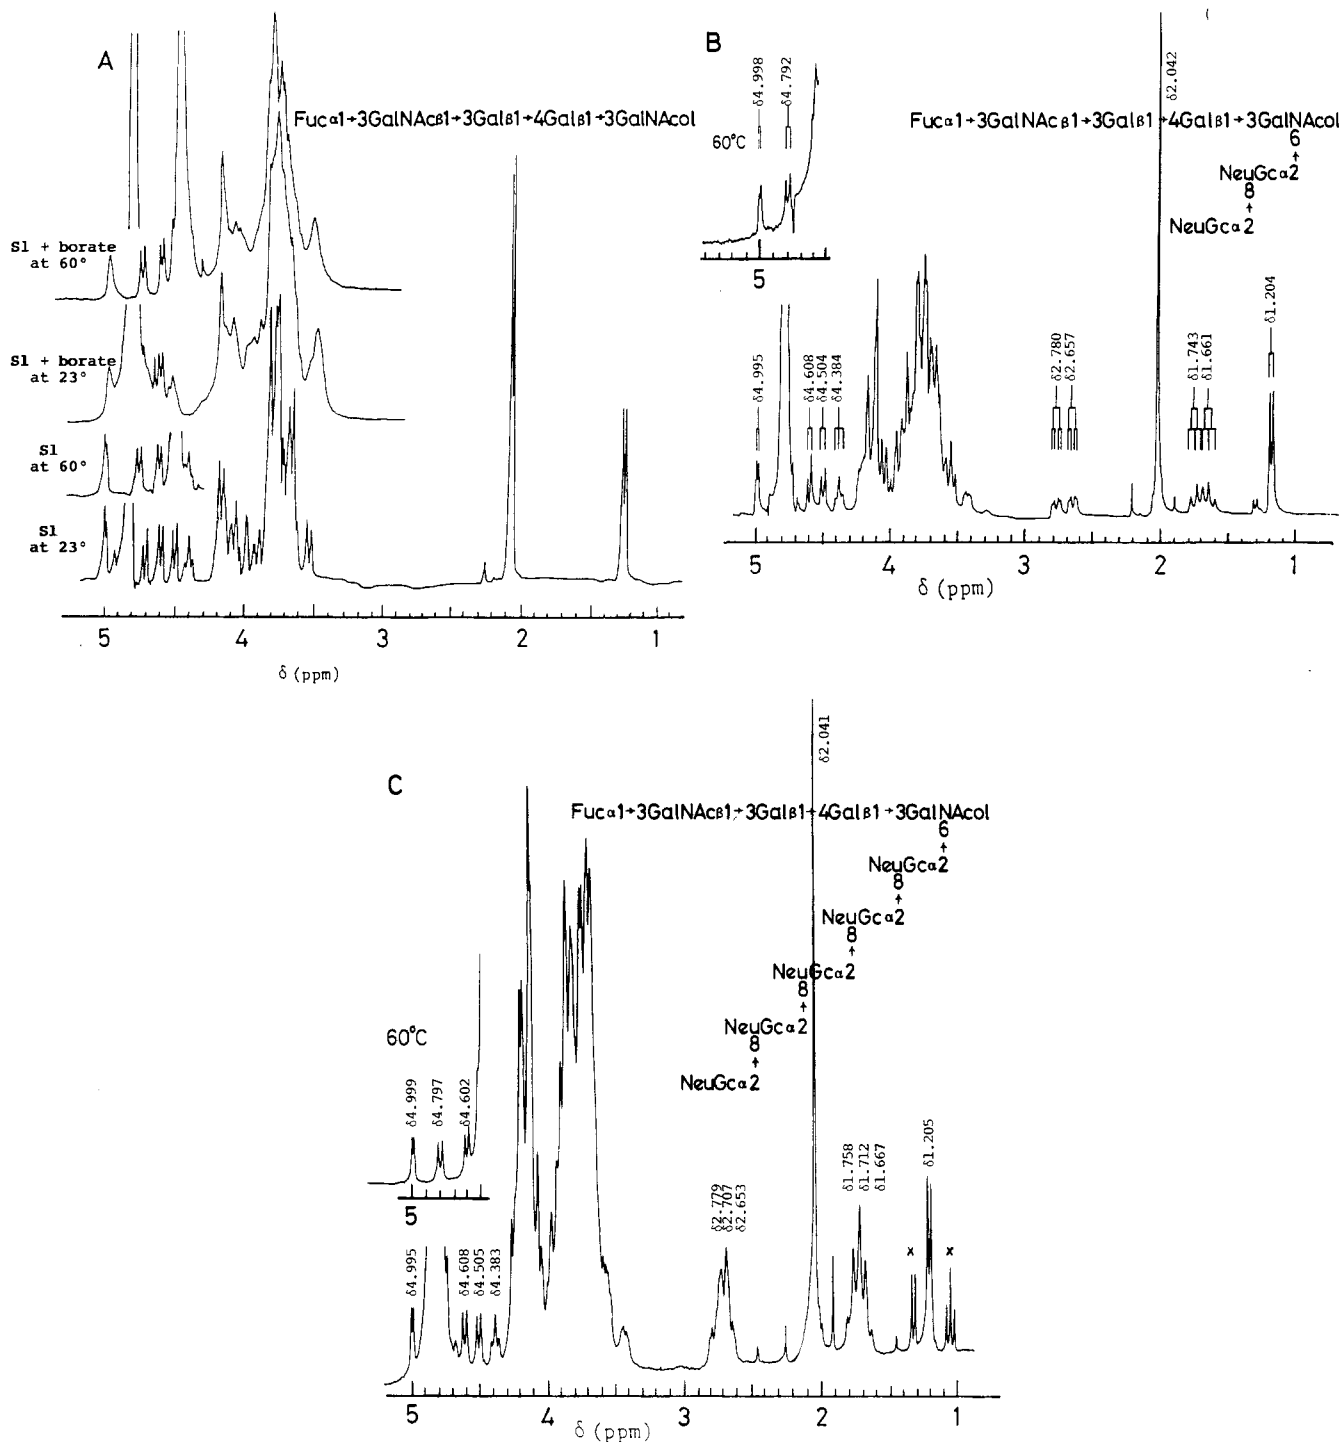 A
Fucα1→3GalNAcβ1→3Galβ1→4Galβ1→3GalNAcol
S1 + borate
at 60°
S1 + borate
at 23°
S1
at 60°
S1
at 23°
5 4 3 2 1
δ (ppm)
B
δ4.998
δ4.792
60°C
5
δ2.042
Fucα1→3GalNAcβ1→3Galβ1→4Galβ1→3GalNAcol
6
↑
NeuGcα2
8
↑
NeuGcα2
δ4.995
δ4.608
δ4.504
δ4.384
δ2.780
δ2.657
δ1.743
δ1.661
δ1.204
5 4 3 2 1
δ (ppm)
C
δ2.041
Fucα1→3GalNAcβ1→3Galβ1→4Galβ1→3GalNAcol
6
↑
NeuGcα2
8
↑
NeuGcα2
8
↑
NeuGcα2
8
↑
NeuGcα2
8
↑
NeuGcα2
60°C
δ4.999
δ4.797
δ4.602
5
δ4.995
δ4.608
δ4.505
δ4.383
δ2.779
δ2.707
δ2.653
δ1.758
δ1.712
δ1.667
δ1.205
x x
5 4 3 2 1
δ (ppm)